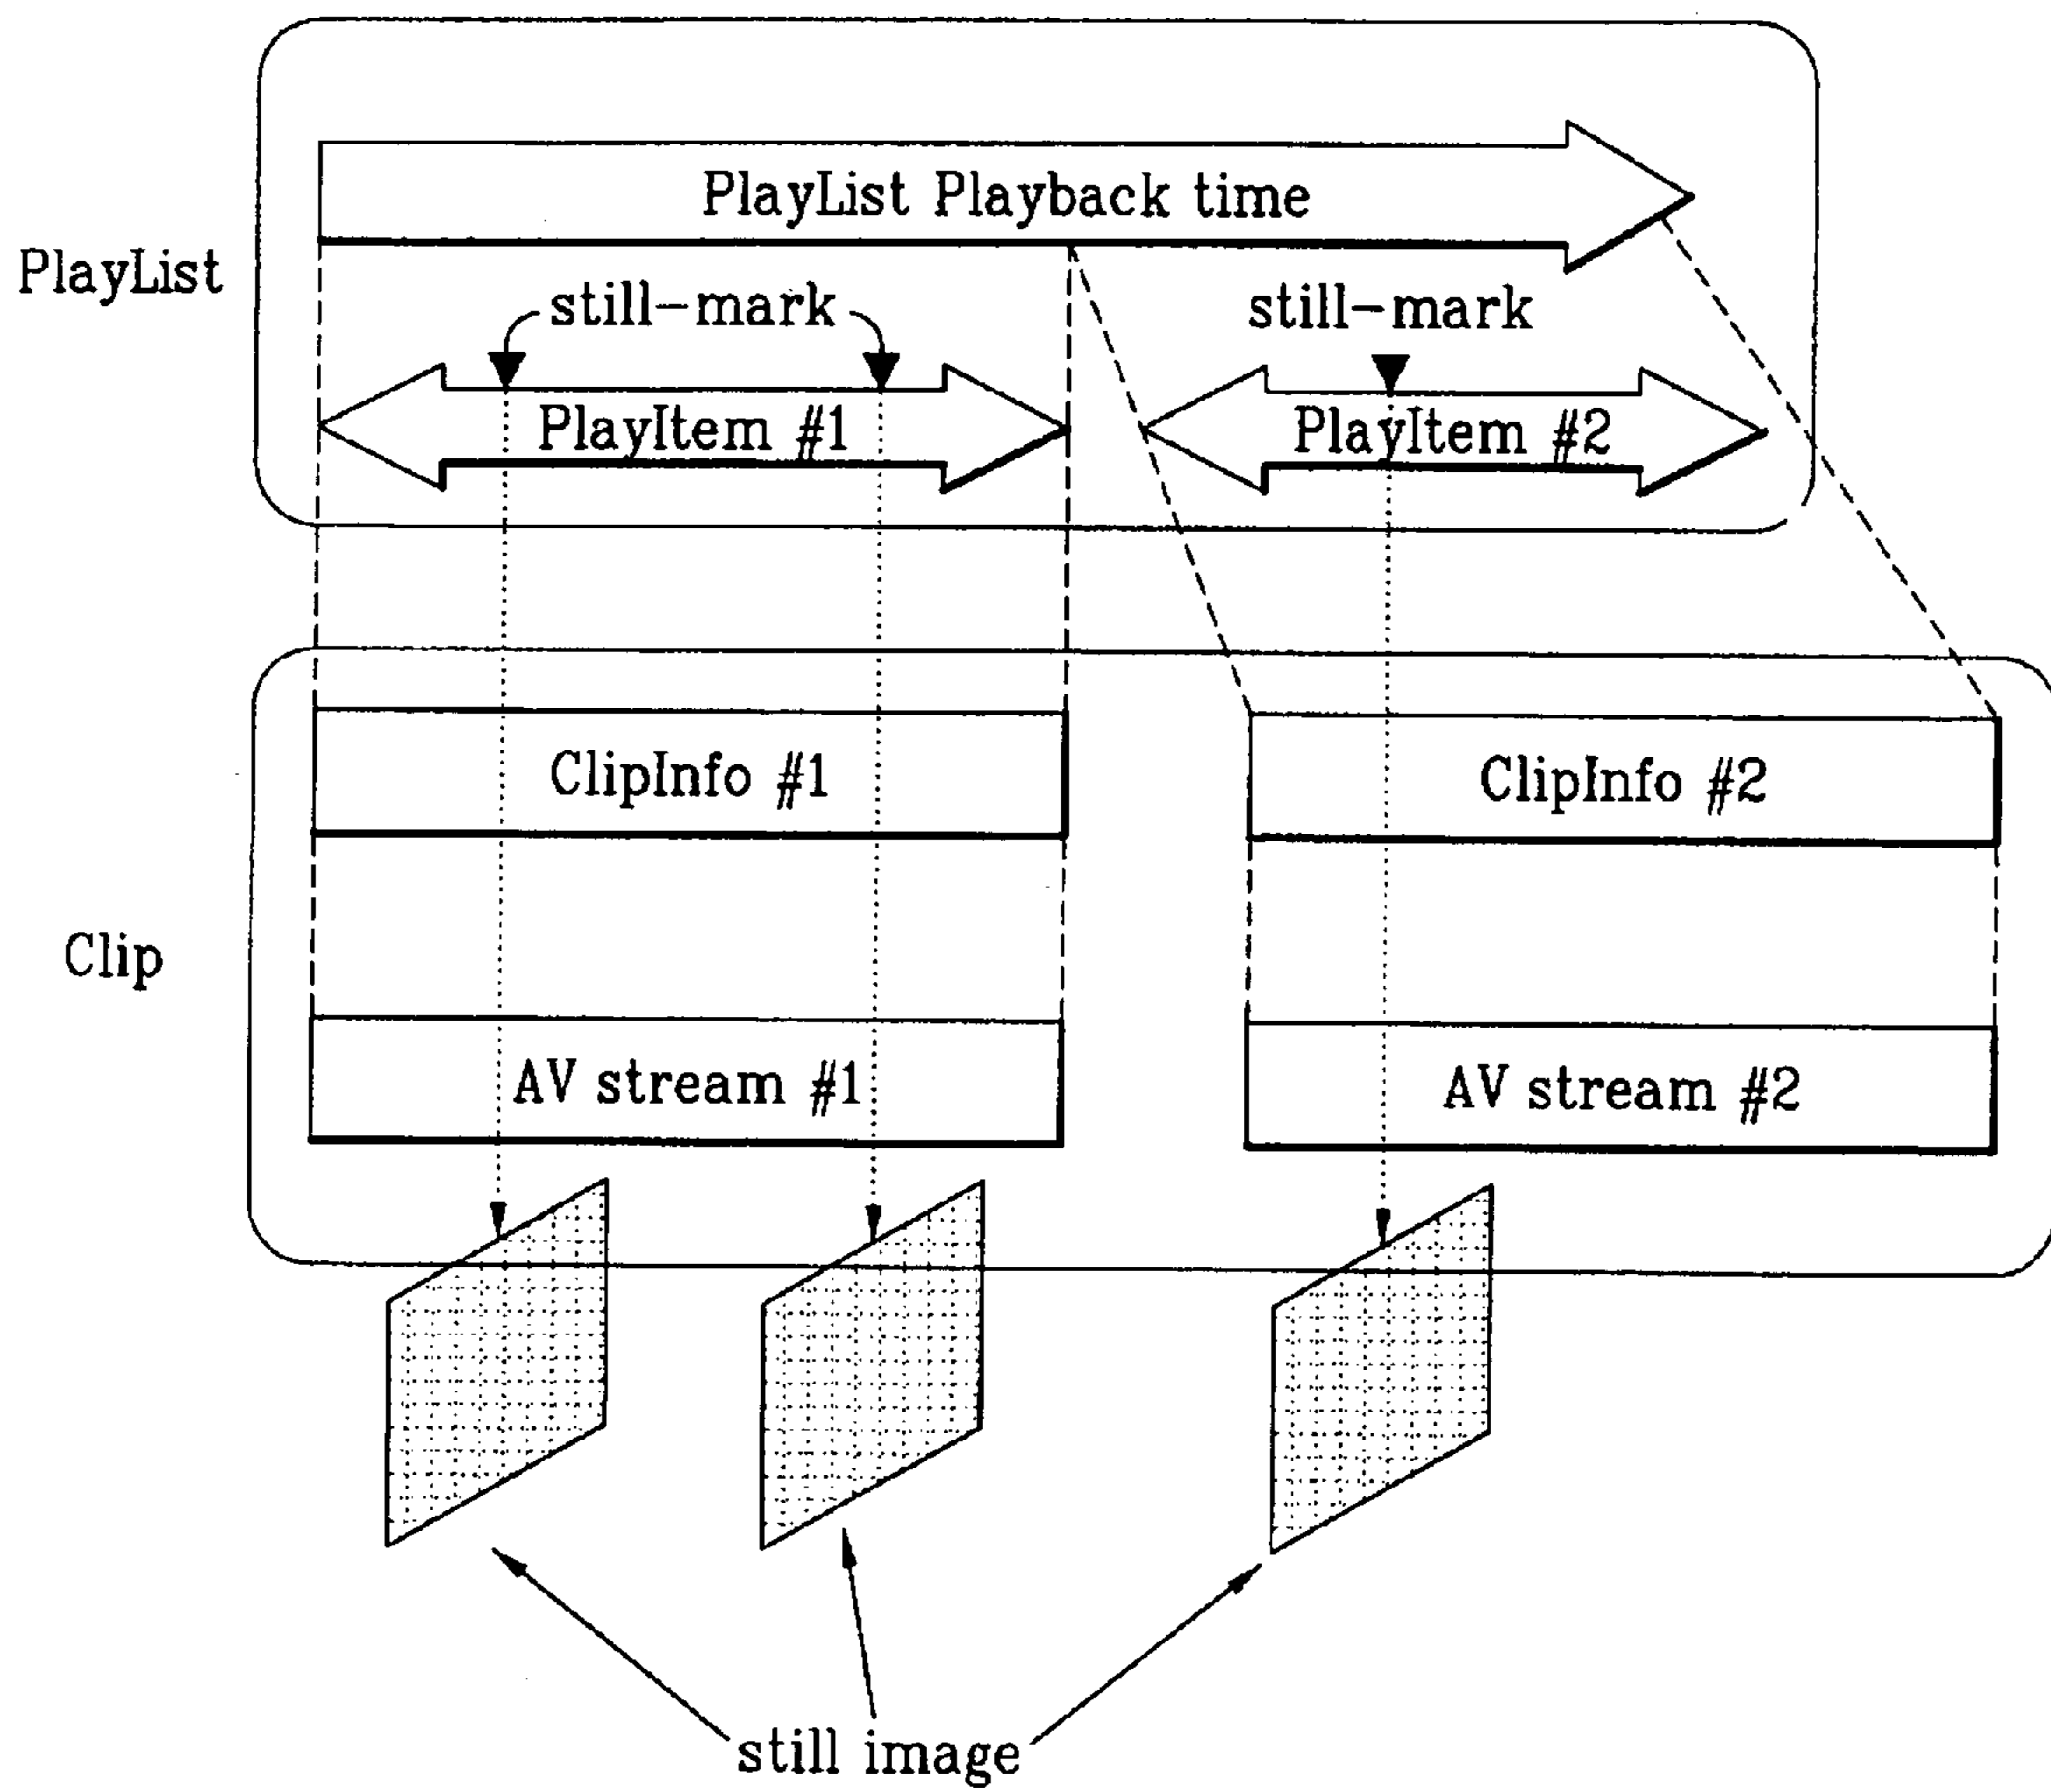 PlayList Playback time
PlayList
still-mark
still-mark
PlayItem #1
PlayItem #2
ClipInfo #1
ClipInfo #2
Clip
AV stream #1
AV stream #2
still image